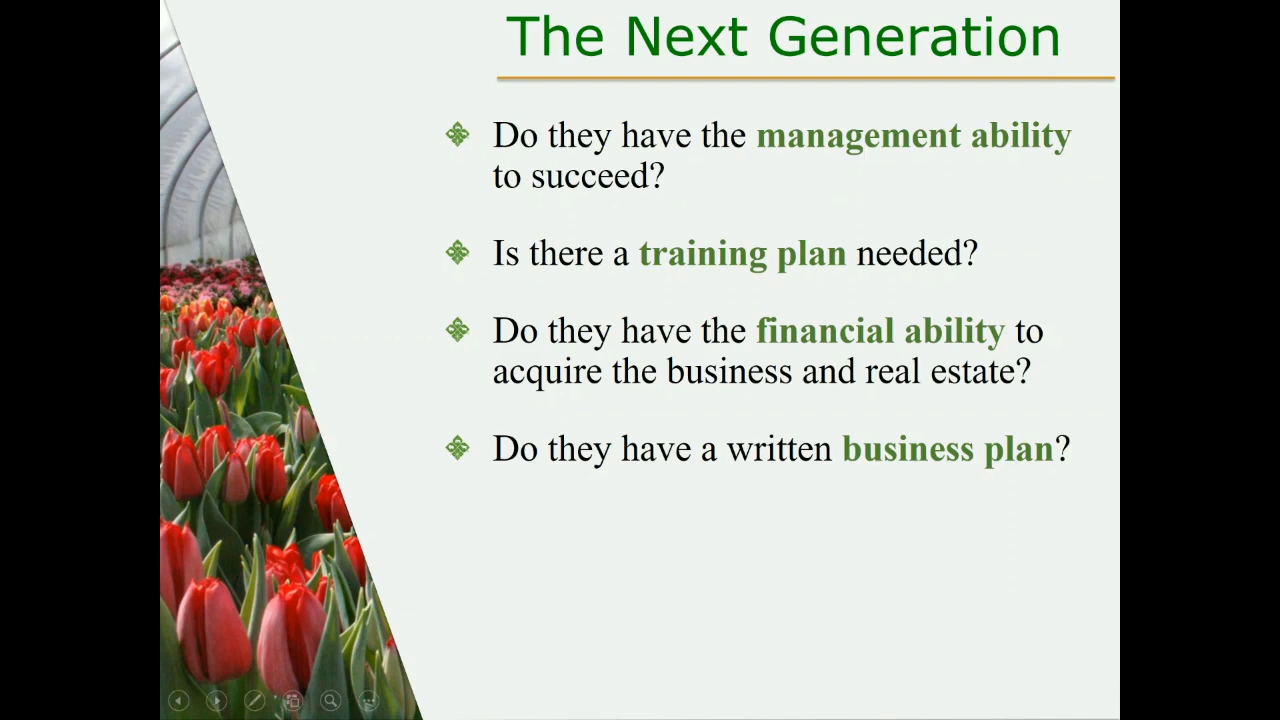 The Next Generation
Do they have the management ability
to succeed?
Is there a training plan needed?
Do they have the financial ability to
acquire the business and real estate?
Do they have a written business plan?